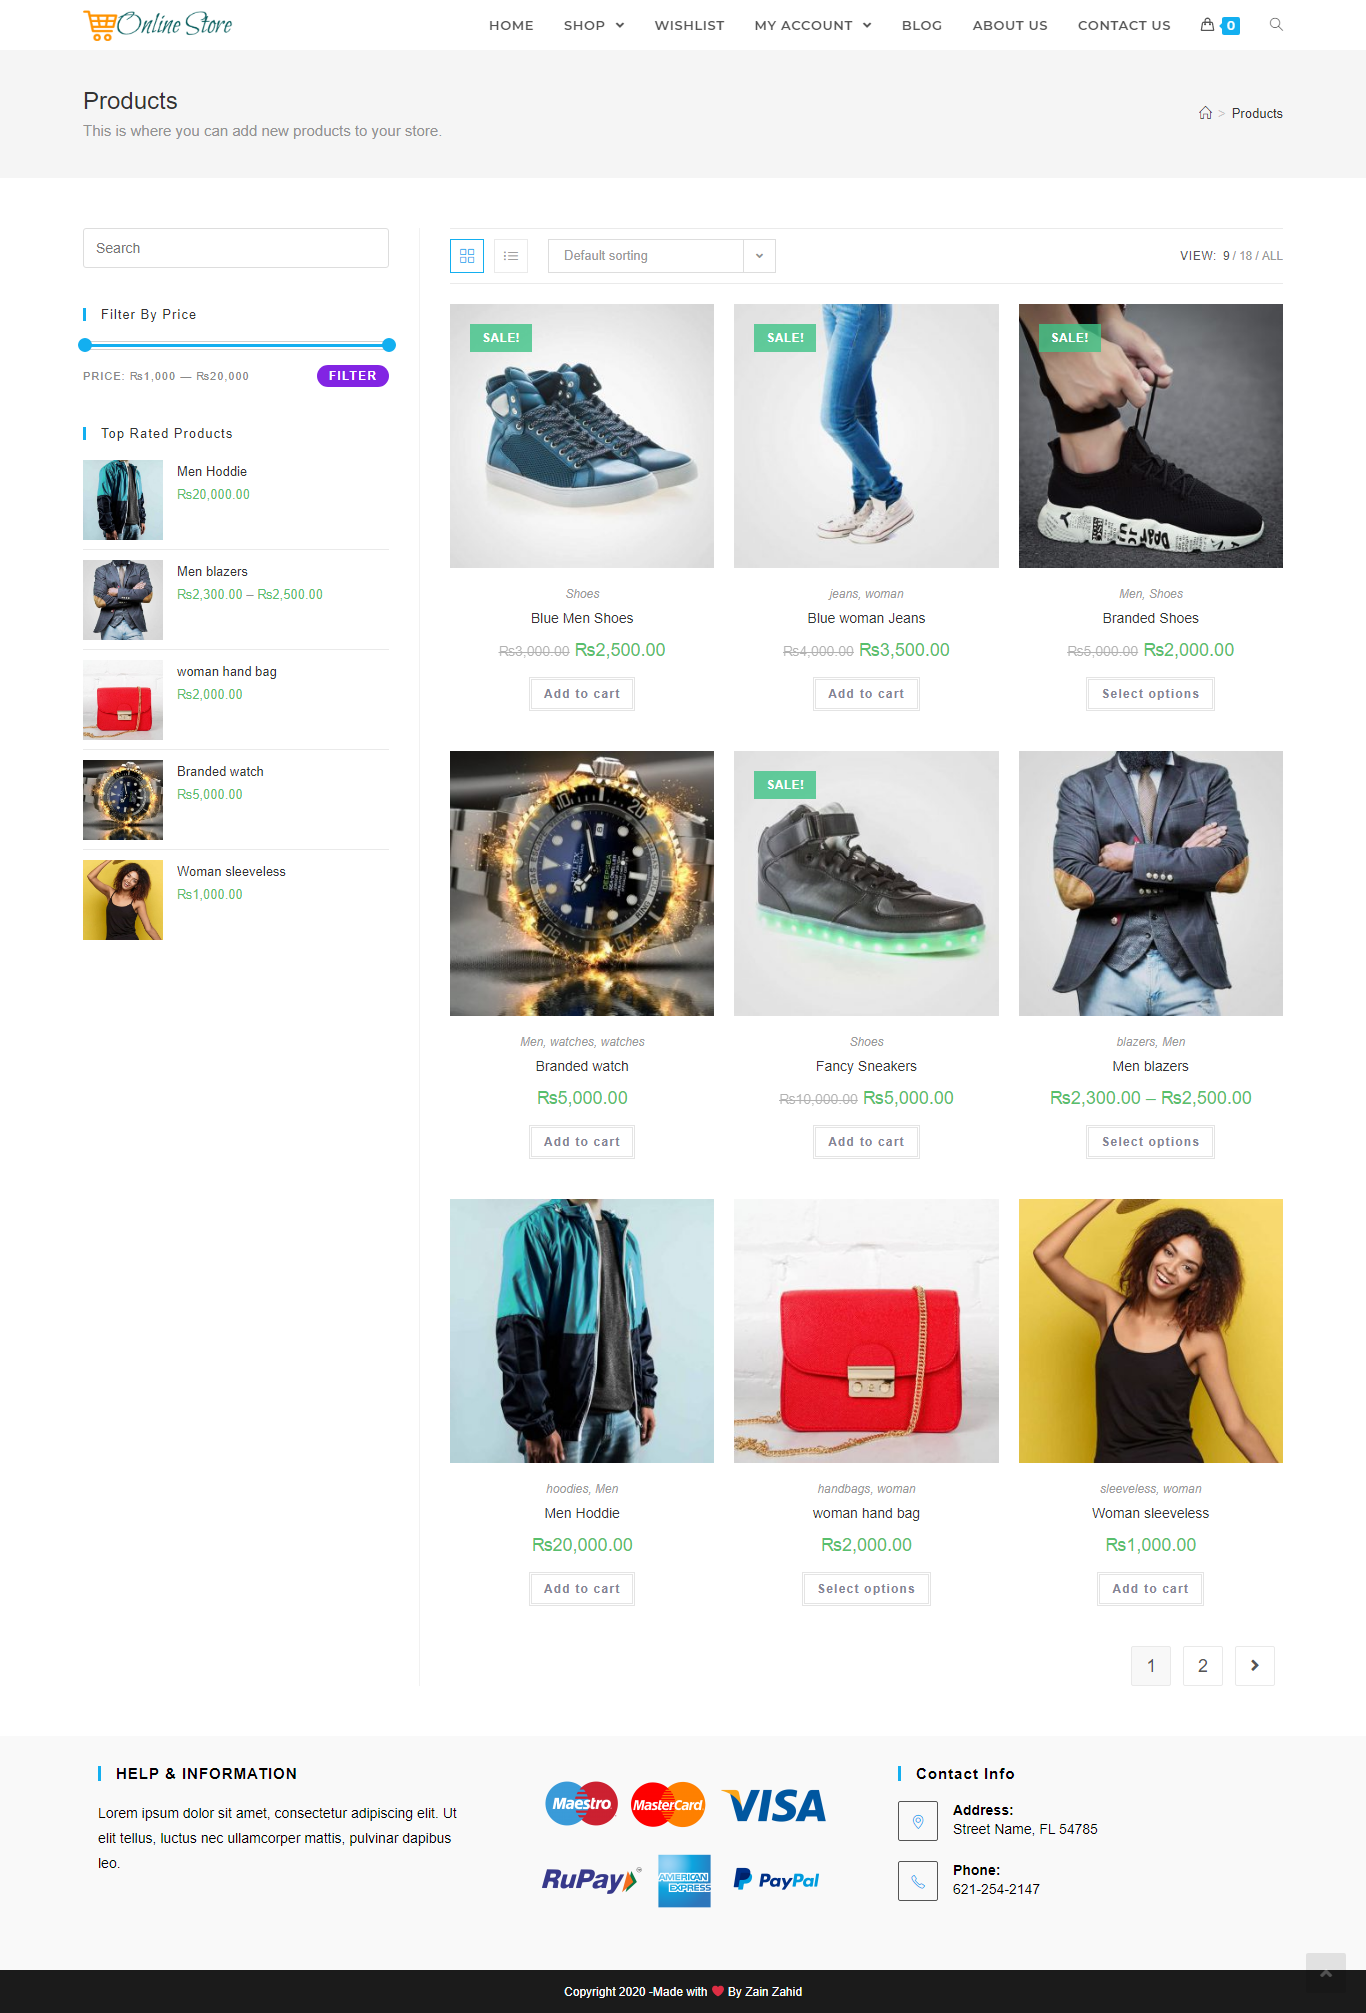 Online Store
HOME
SHOP
WISHLIST
MY ACCOUNT
BLOG
ABOUT US
CONTACT US
0
Products
This is where you can add new products to your store.
> Products
Search
Default sorting
VIEW: 9 / 18 / ALL
Filter By Price
PRICE: ₨1,000 — ₨20,000
FILTER
Top Rated Products
Men Hoddie
₨20,000.00
Men blazers
₨2,300.00 – ₨2,500.00
woman hand bag
₨2,000.00
Branded watch
₨5,000.00
Woman sleeveless
₨1,000.00
SALE!
Shoes
Blue Men Shoes
₨3,000.00 ₨2,500.00
Add to cart
SALE!
jeans, woman
Blue woman Jeans
₨4,000.00 ₨3,500.00
Add to cart
SALE!
Men, Shoes
Branded Shoes
₨5,000.00 ₨2,000.00
Select options
ROLEX
DEEPSEA
Men, watches, watches
Branded watch
₨5,000.00
Add to cart
SALE!
Shoes
Fancy Sneakers
₨10,000.00 ₨5,000.00
Add to cart
blazers, Men
Men blazers
₨2,300.00 – ₨2,500.00
Select options
hoodies, Men
Men Hoddie
₨20,000.00
Add to cart
handbags, woman
woman hand bag
₨2,000.00
Select options
sleeveless, woman
Woman sleeveless
₨1,000.00
Add to cart
1
2
HELP & INFORMATION
Lorem ipsum dolor sit amet, consectetur adipiscing elit. Ut
elit tellus, luctus nec ullamcorper mattis, pulvinar dapibus
leo.
Maestro
MasterCard
VISA
RuPay
AMERICAN
EXPRESS
PayPal
Contact Info
Address:
Street Name, FL 54785
Phone:
621-254-2147
Copyright 2020 -Made with ❤ By Zain Zahid